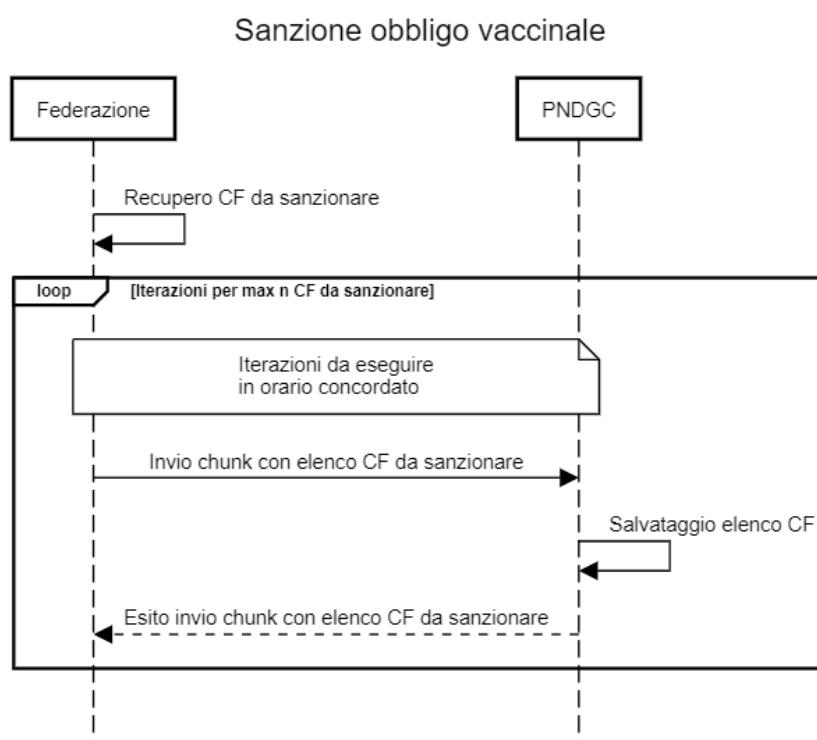 Sanzione obbligo vaccinale
Federazione
PNDGC
Recupero CF da sanzionare
loop
[Iterazioni per max n CF da sanzionare]
Iterazioni da eseguire
in orario concordato
Invio chunk con elenco CF da sanzionare
Salvataggio elenco CF
Esito invio chunk con elenco CF da sanzionare